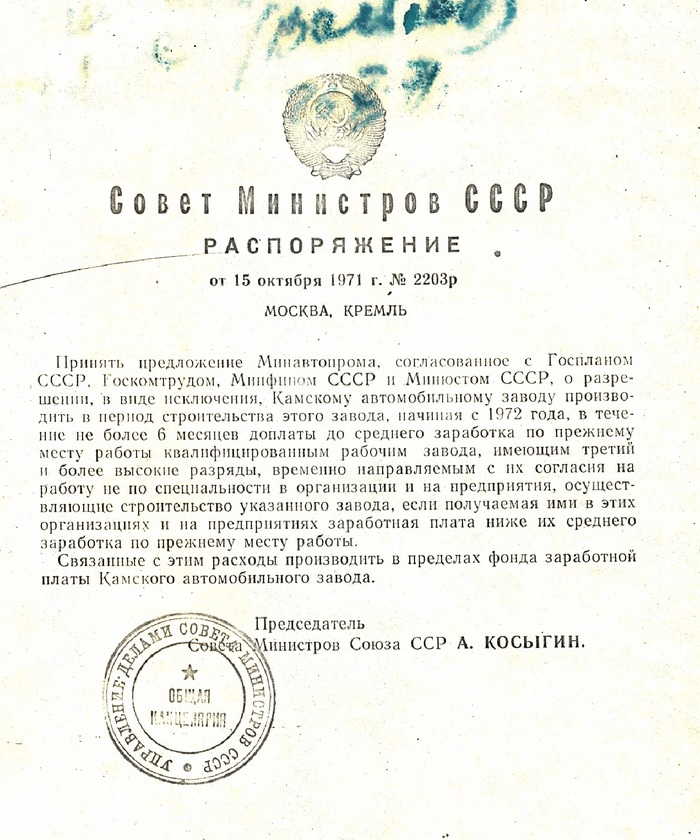 Совет Министров СССР
РАСПОРЯЖЕНИЕ
от 15 октября 1971 г. № 2203р
МОСКВА, КРЕМЛЬ
Принять предложение Минавтопрома, согласованное с Госпланом
СССР, Госкомтрудом, Минфином СССР и Минюстом СССР, о разре-
шении, в виде исключения, Камскому автомобильному заводу произво-
дить в период строительства этого завода, начиная с 1972 года, в тече-
ние не более 6 месяцев доплаты до среднего заработка по прежнему
месту работы квалифицированным рабочим завода, имеющим третий
и более высокие разряды, временно направляемым с их согласия на
работу не по специальности в организации и на предприятия, осущест-
вляющие строительство указанного завода, если получаемая ими в этих
организациях и на предприятиях заработная плата ниже их среднего
заработка по прежнему месту работы.
Связанные с этим расходы производить в пределах фонда заработной
платы Камского автомобильного завода.
Председатель
Совета Министров Союза ССР А. КОСЫГИН.
УПРАВЛЕНИЕ ДЕЛАМИ СОВЕТА МИНИСТРОВ СССР
ОБЩАЯ
КАНЦЕЛЯРИЯ